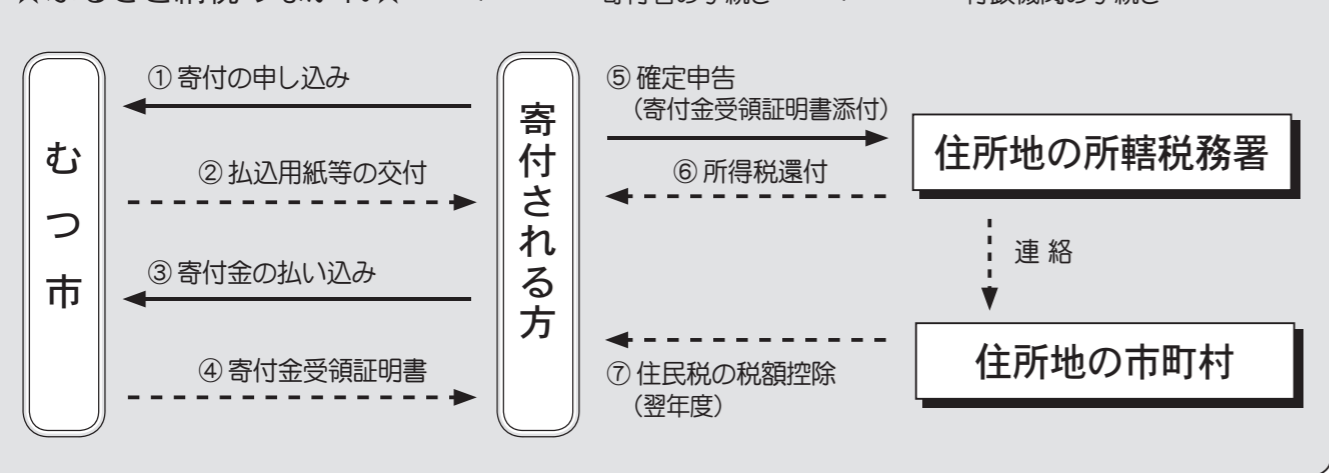 むつ市
① 寄付の申し込み
② 払込用紙等の交付
③ 寄付金の払い込み
④ 寄付金受領証明書
寄付される方
⑤ 確定申告
(寄付金受領証明書添付)
⑥ 所得税還付
⑦ 住民税の税額控除
(翌年度)
住所地の所轄税務署
連 絡
住所地の市町村